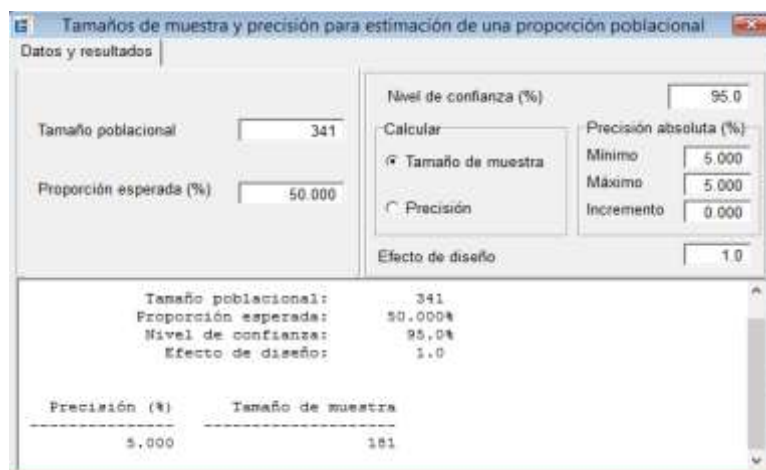 Tamaños de muestra y precisión para estimación de una proporción poblacional
Datos y resultados
Tamaño poblacional 341
Proporción esperada (%) 50.000
Nivel de confianza (%) 95.0
Calcular
Tamaño de muestra
Precisión
Precisión absoluta (%)
Mínimo 5.000
Máximo 5.000
Incremento 0.000
Efecto de diseño 1.0
Tamaño poblacional: 341
Proporción esperada: 50.000%
Nivel de confianza: 95.0%
Efecto de diseño: 1.0
Precisión (%) Tamaño de muestra
--------------- --------------------
5.000 181